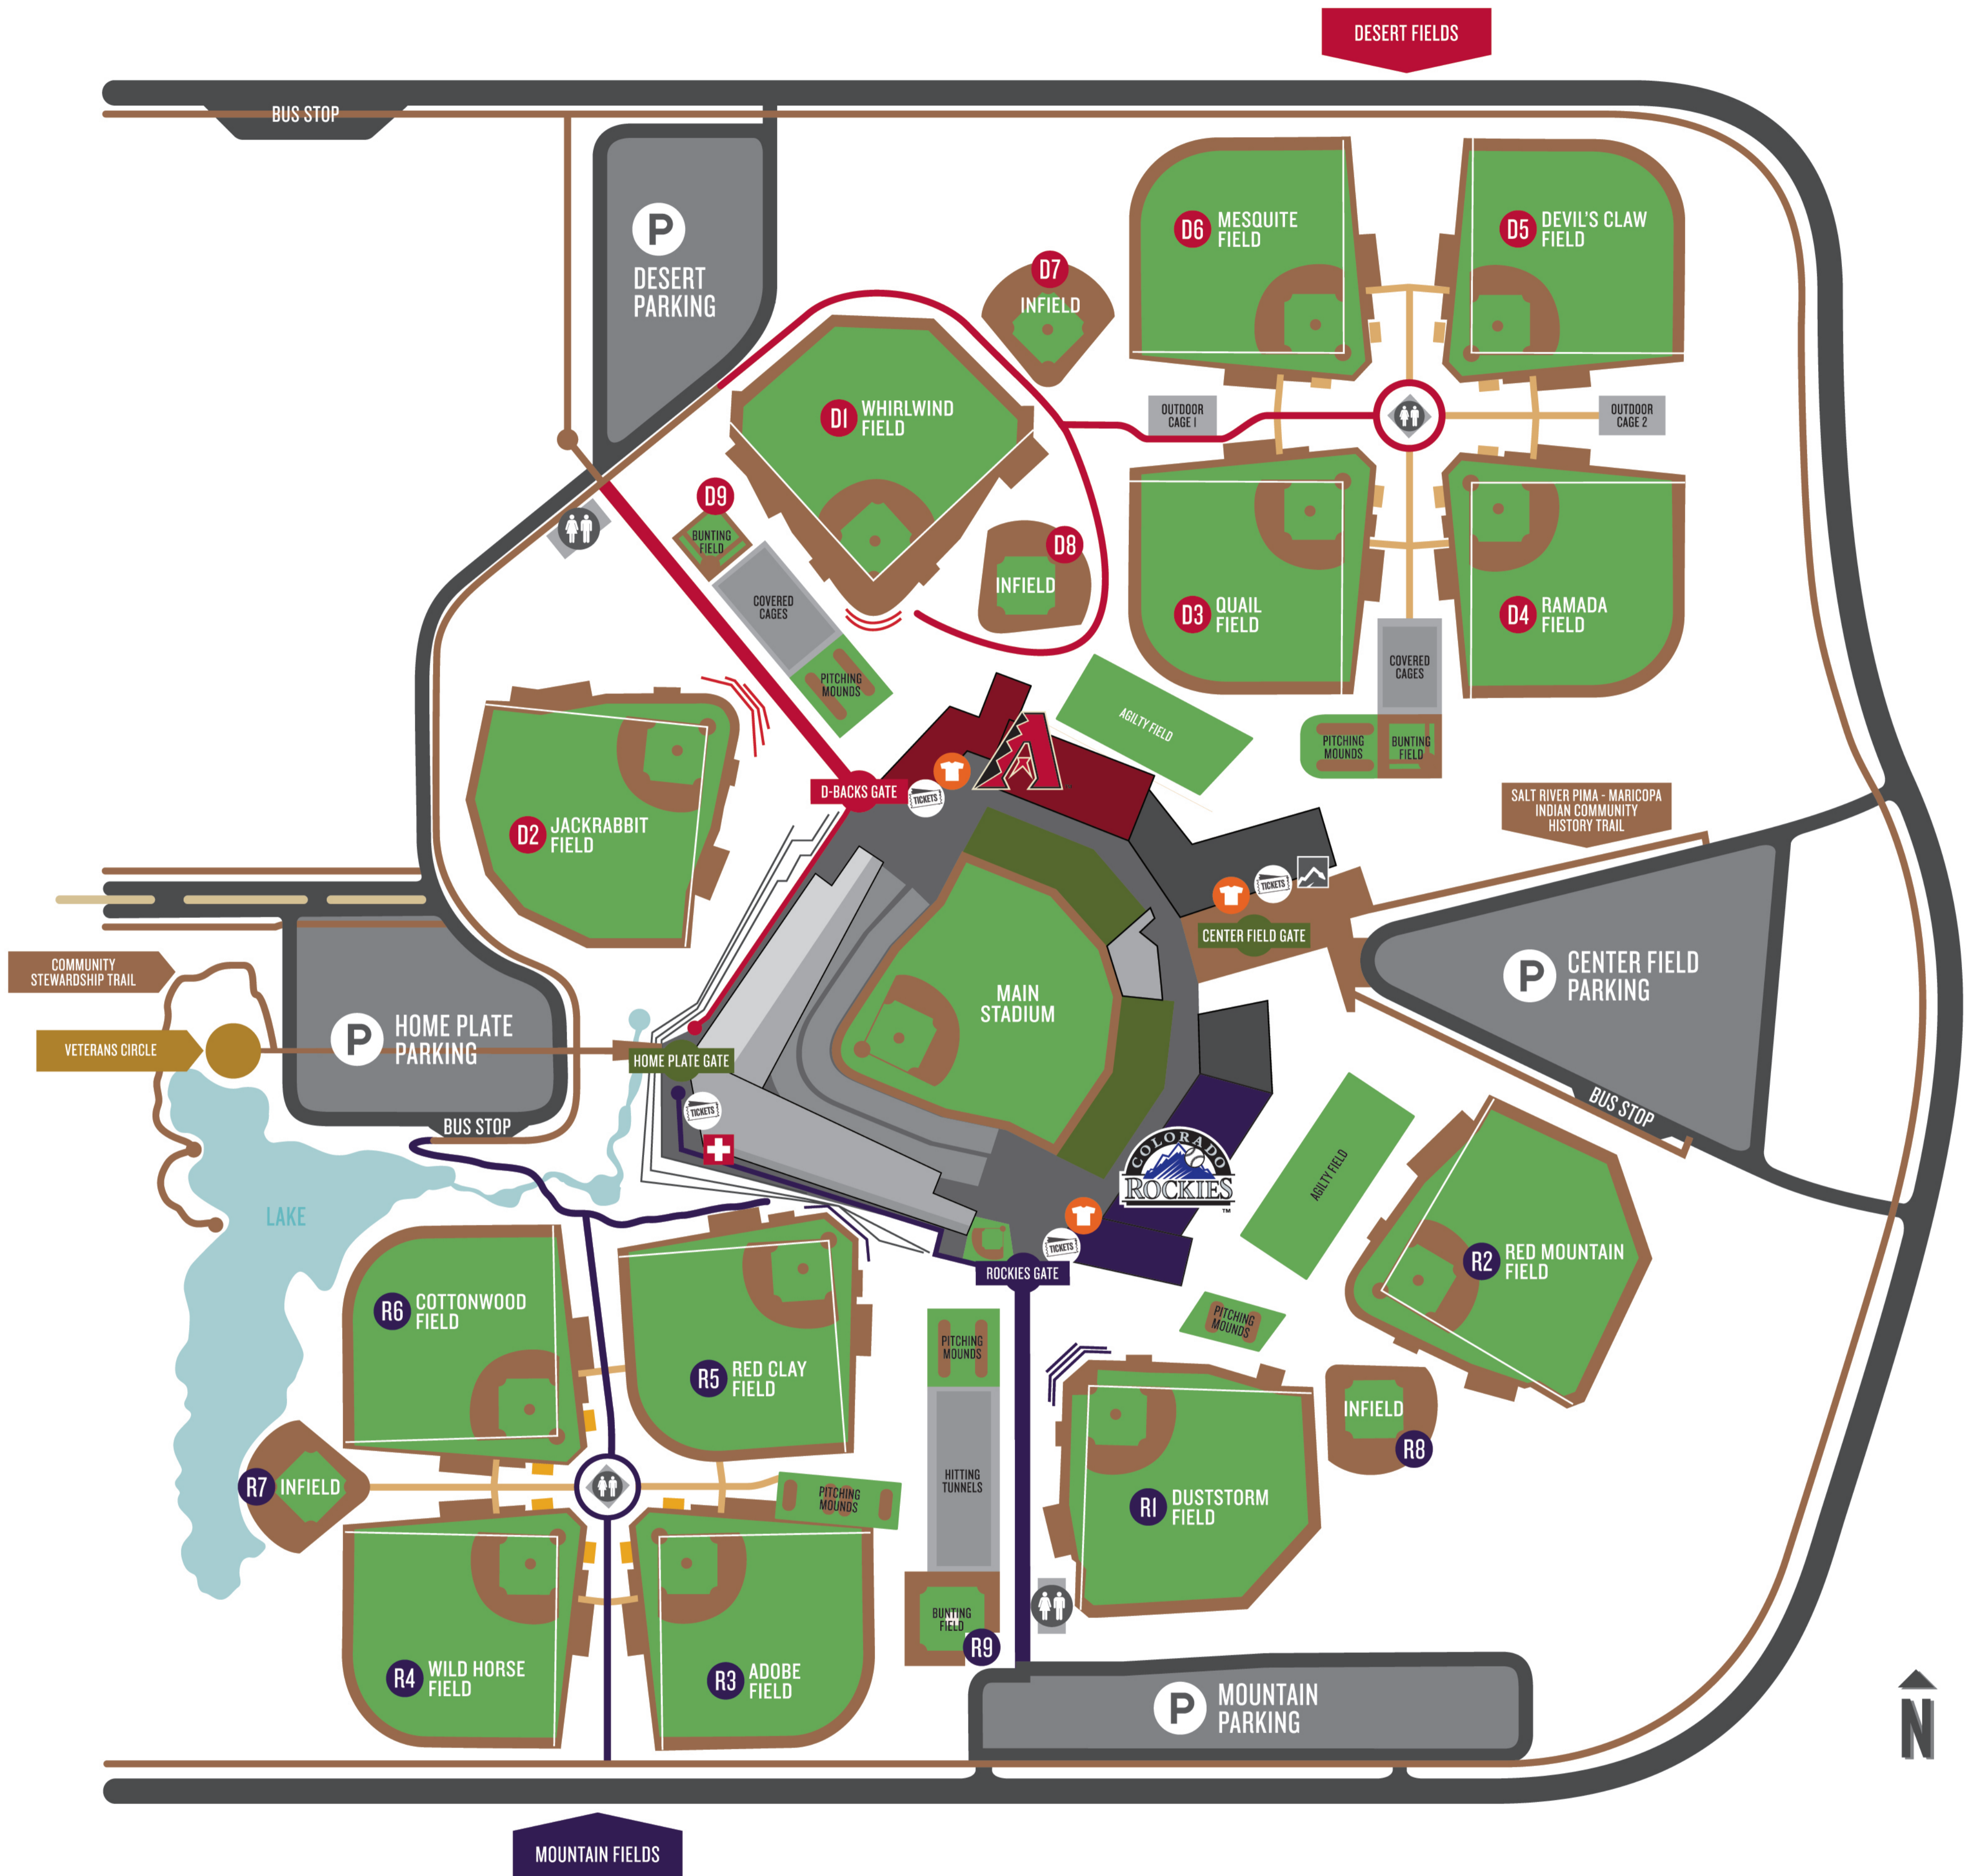 DESERT FIELDS
BUS STOP
P
DESERT
PARKING
D6
MESQUITE
FIELD
D5
DEVIL'S CLAW
FIELD
D7
INFIELD
D1
WHIRLWIND
FIELD
OUTDOOR
CAGE 1
OUTDOOR
CAGE 2
D9
BUNTING
FIELD
D8
INFIELD
COVERED
CAGES
D3
QUAIL
FIELD
D4
RAMADA
FIELD
COVERED
CAGES
PITCHING
MOUNDS
AGILTY FIELD
PITCHING
MOUNDS
BUNTING
FIELD
A
D-BACKS GATE
TICKETS
SALT RIVER PIMA - MARICOPA
INDIAN COMMUNITY
HISTORY TRAIL
D2
JACKRABBIT
FIELD
TICKETS
CENTER FIELD GATE
COMMUNITY
STEWARDSHIP TRAIL
P
CENTER FIELD
PARKING
MAIN
STADIUM
VETERANS CIRCLE
P
HOME PLATE
PARKING
HOME PLATE GATE
TICKETS
BUS STOP
BUS STOP
COLORADO
ROCKIES
TM
AGILTY FIELD
LAKE
TICKETS
ROCKIES GATE
R2
RED MOUNTAIN
FIELD
R6
COTTONWOOD
FIELD
PITCHING
MOUNDS
PITCHING
MOUNDS
R5
RED CLAY
FIELD
INFIELD
R8
R7
INFIELD
HITTING
TUNNELS
PITCHING
MOUNDS
R1
DUSTSTORM
FIELD
BUNTING
FIELD
R9
R4
WILD HORSE
FIELD
R3
ADOBE
FIELD
P
MOUNTAIN
PARKING
N
MOUNTAIN FIELDS